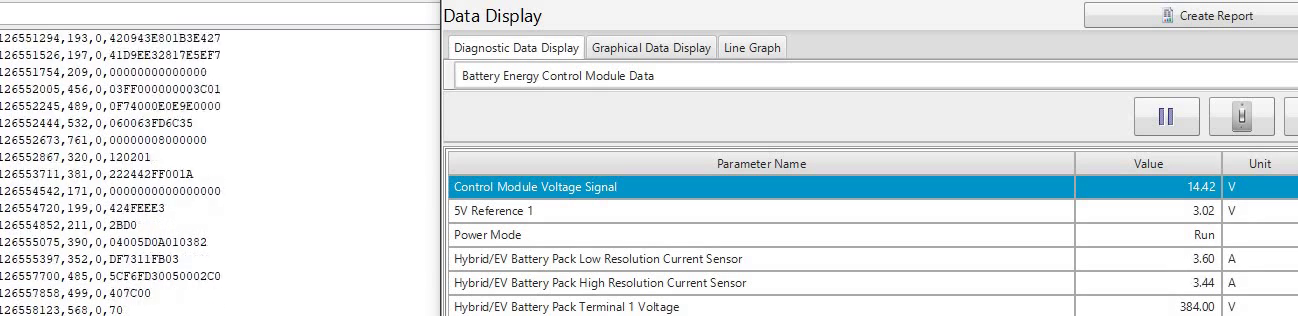 126551294,193,0,420943E801B3E427
126551526,197,0,41D9EE32817E5EF7
126551754,209,0,00000000000000
126552005,456,0,03FF000000003C01
126552245,489,0,0F74000E0E9E0000
126552444,532,0,060063FD6C35
126552673,761,0,00000008000000
126552867,320,0,120201
126553711,381,0,222442FF001A
126554542,171,0,0000000000000000
126554720,199,0,424FEEE3
126554852,211,0,2BD0
126555075,390,0,04005D0A010382
126555397,352,0,DF7311FB03
126557700,485,0,5CF6FD30050002C0
126557858,499,0,407C00
126558123,568,0,70
Data Display
Create Report
Diagnostic Data Display Graphical Data Display Line Graph
Battery Energy Control Module Data
Parameter Name Value Unit
Control Module Voltage Signal 14.42 V
5V Reference 1 3.02 V
Power Mode Run
Hybrid/EV Battery Pack Low Resolution Current Sensor 3.60 A
Hybrid/EV Battery Pack High Resolution Current Sensor 3.44 A
Hybrid/EV Battery Pack Terminal 1 Voltage 384.00 V